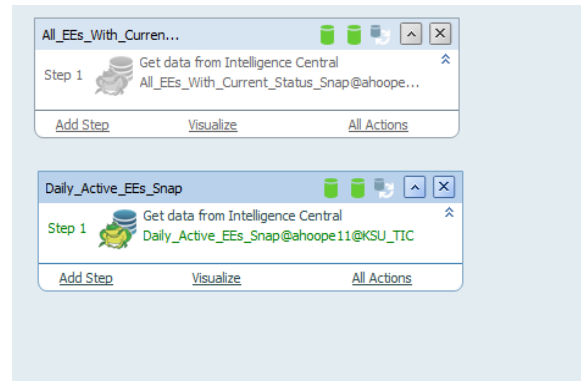 All_EEs_With_Curren...
Get data from Intelligence Central
Step 1
All_EEs_With_Current_Status_Snap@ahoope...
Add Step Visualize All Actions
Daily_Active_EEs_Snap
Get data from Intelligence Central
Step 1
Daily_Active_EEs_Snap@ahoope11@KSU_TIC
Add Step Visualize All Actions